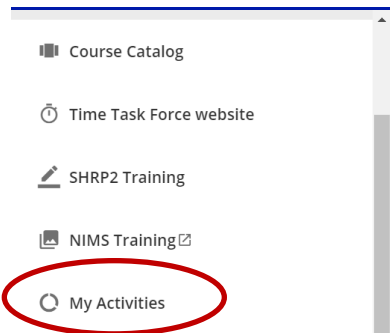 Course Catalog
Time Task Force website
SHRP2 Training
NIMS Training
My Activities